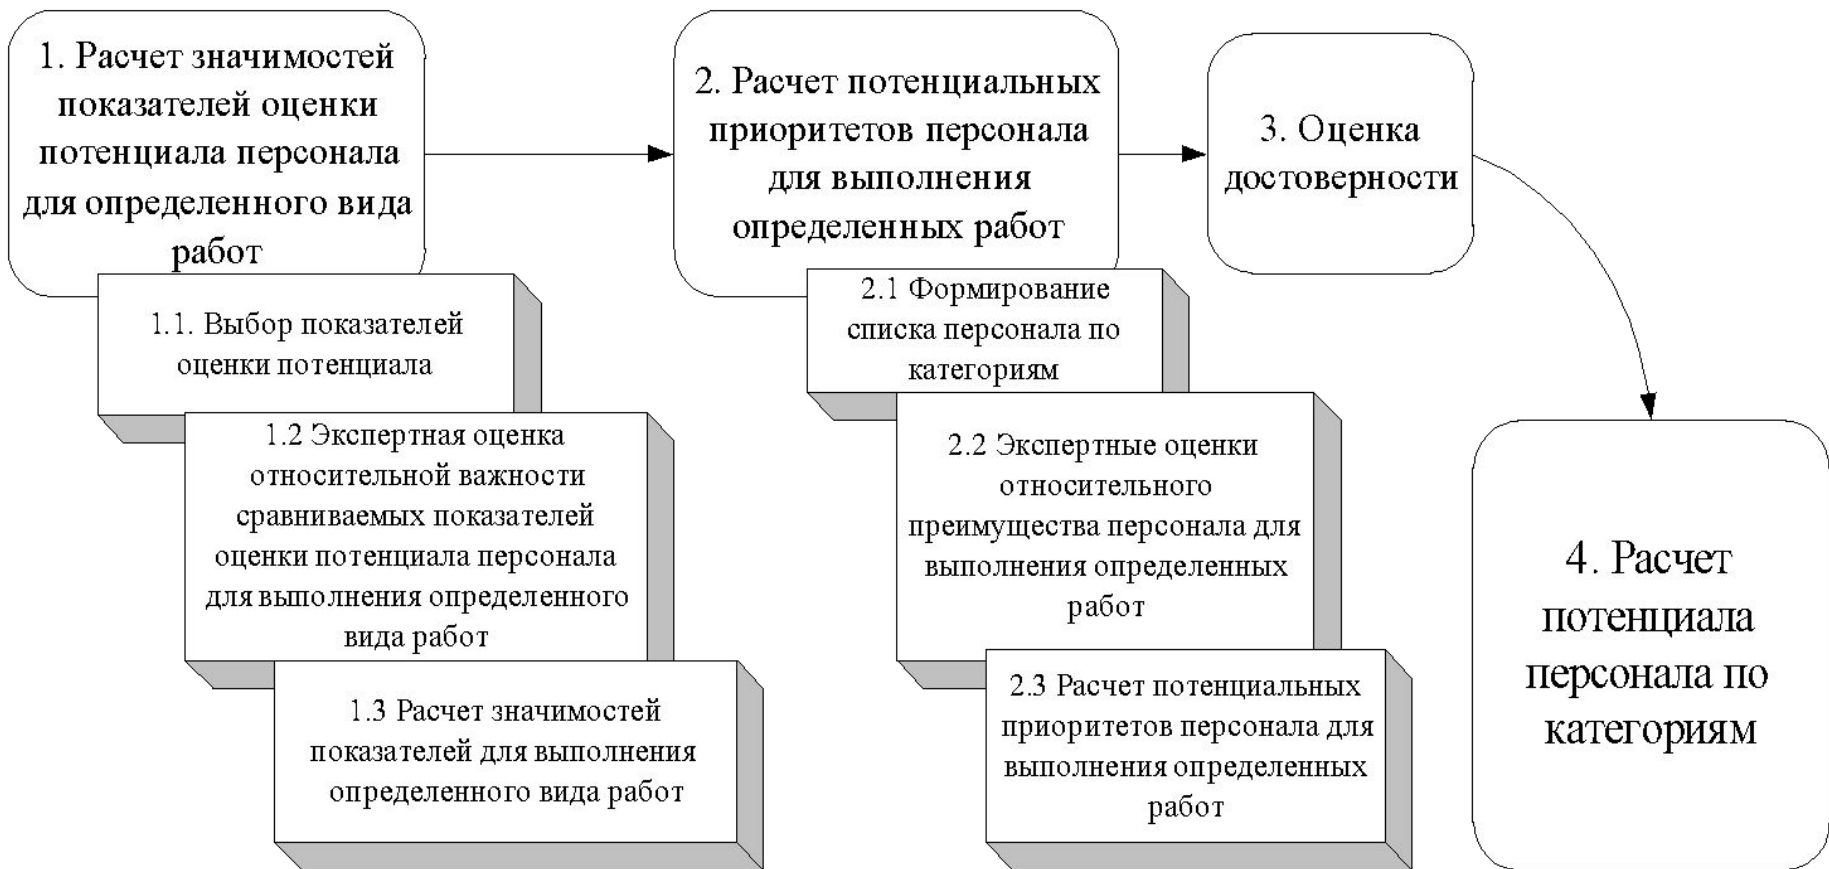 1. Расчет значимостей
показателей оценки
потенциала персонала
для определенного вида
работ
1.1. Выбор показателей
оценки потенциала
1.2 Экспертная оценка
относительной важности
сравниваемых показателей
оценки потенциала персонала
для выполнения определенного
вида работ
1.3 Расчет значимостей
показателей для выполнения
определенного вида работ
2. Расчет потенциальных
приоритетов персонала
для выполнения
определенных работ
2.1 Формирование
списка персонала по
категориям
2.2 Экспертные оценки
относительного
преимущества персонала для
выполнения определенных
работ
2.3 Расчет потенциальных
приоритетов персонала для
выполнения определенных
работ
3. Оценка
достоверности
4. Расчет
потенциала
персонала по
категориям